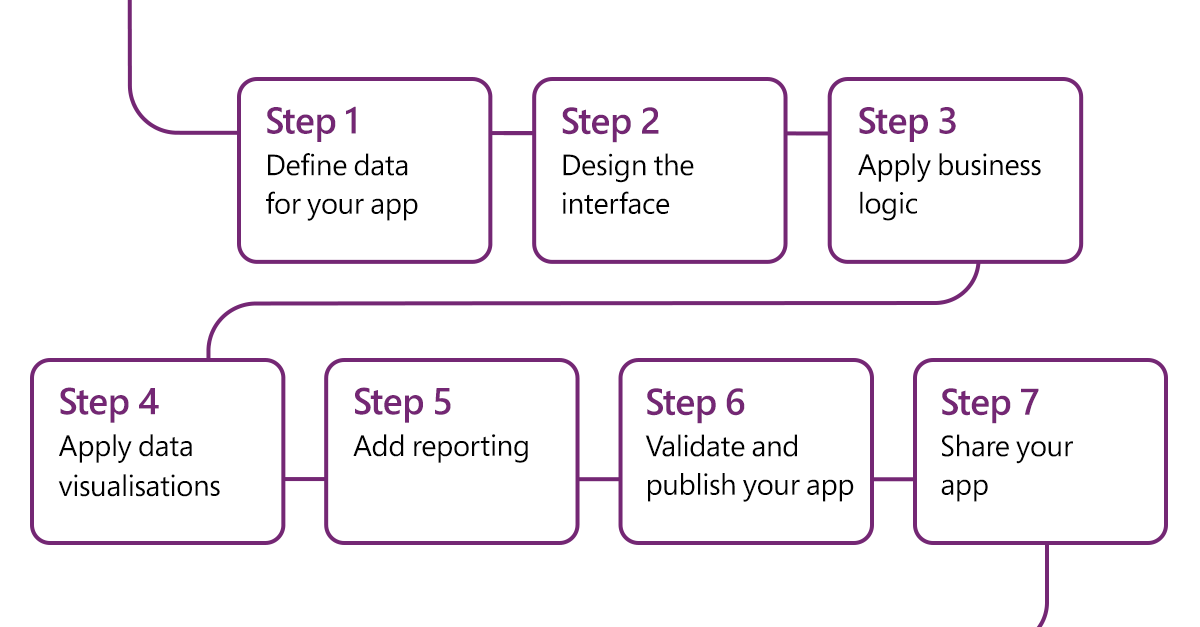 Step 1
Define data
for your app
Step 2
Design the
interface
Step 3
Apply business
logic
Step 4
Apply data
visualisations
Step 5
Add reporting
Step 6
Validate and
publish your app
Step 7
Share your
app